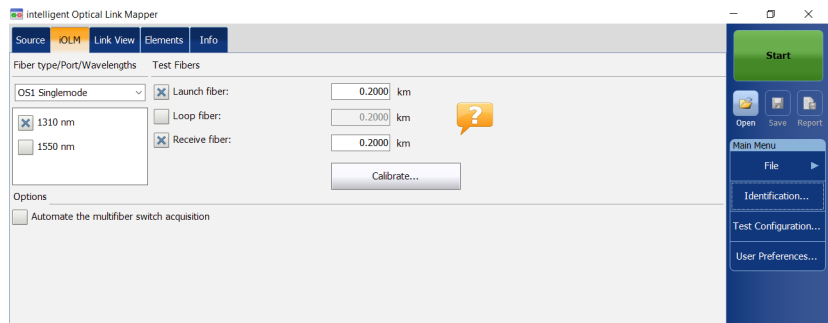 intelligent Optical Link Mapper
Source iOLM Link View Elements Info
Fiber type/Port/Wavelengths Test Fibers
OS1 Singlemode
Launch fiber: 0.2000 km
1310 nm
Loop fiber: 0.2000 km
1550 nm
Receive fiber: 0.2000 km
Calibrate...
Options
Automate the multifiber switch acquisition
?
Start
Open Save Report
Main Menu
File
Identification...
Test Configuration...
User Preferences...